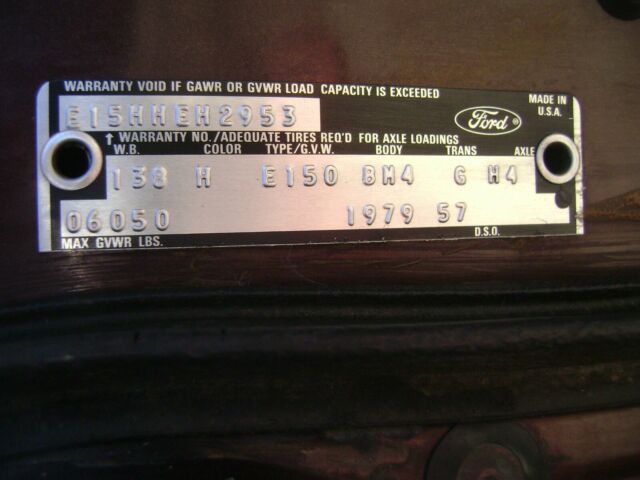 WARRANTY VOID IF GAWR OR GVWR LOAD CAPACITY IS EXCEEDED
E15HHEH2953
Ford®
MADE IN
U.S.A.
↑ WARRANTY NO./ADEQUATE TIRES REQ'D FOR AXLE LOADINGS
W.B. COLOR TYPE/G.V.W. BODY TRANS AXLE
138 H E150 BM4 G H4
06050 1979 57
MAX GVWR LBS. D.S.O.